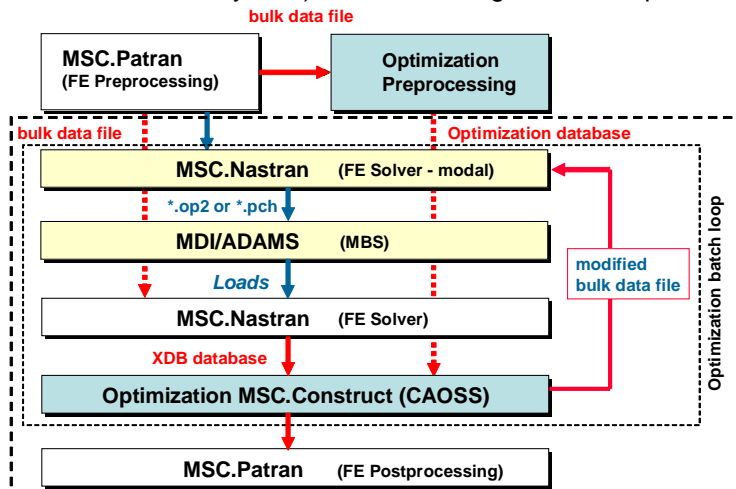 bulk data file
MSC.Patran
(FE Preprocessing)
Optimization
Preprocessing
bulk data file
Optimization database
MSC.Nastran (FE Solver - modal)
*.op2 or *.pch
MDI/ADAMS (MBS)
Loads
modified
bulk data file
MSC.Nastran (FE Solver)
Optimization batch loop
XDB database
Optimization MSC.Construct (CAOSS)
MSC.Patran (FE Postprocessing)